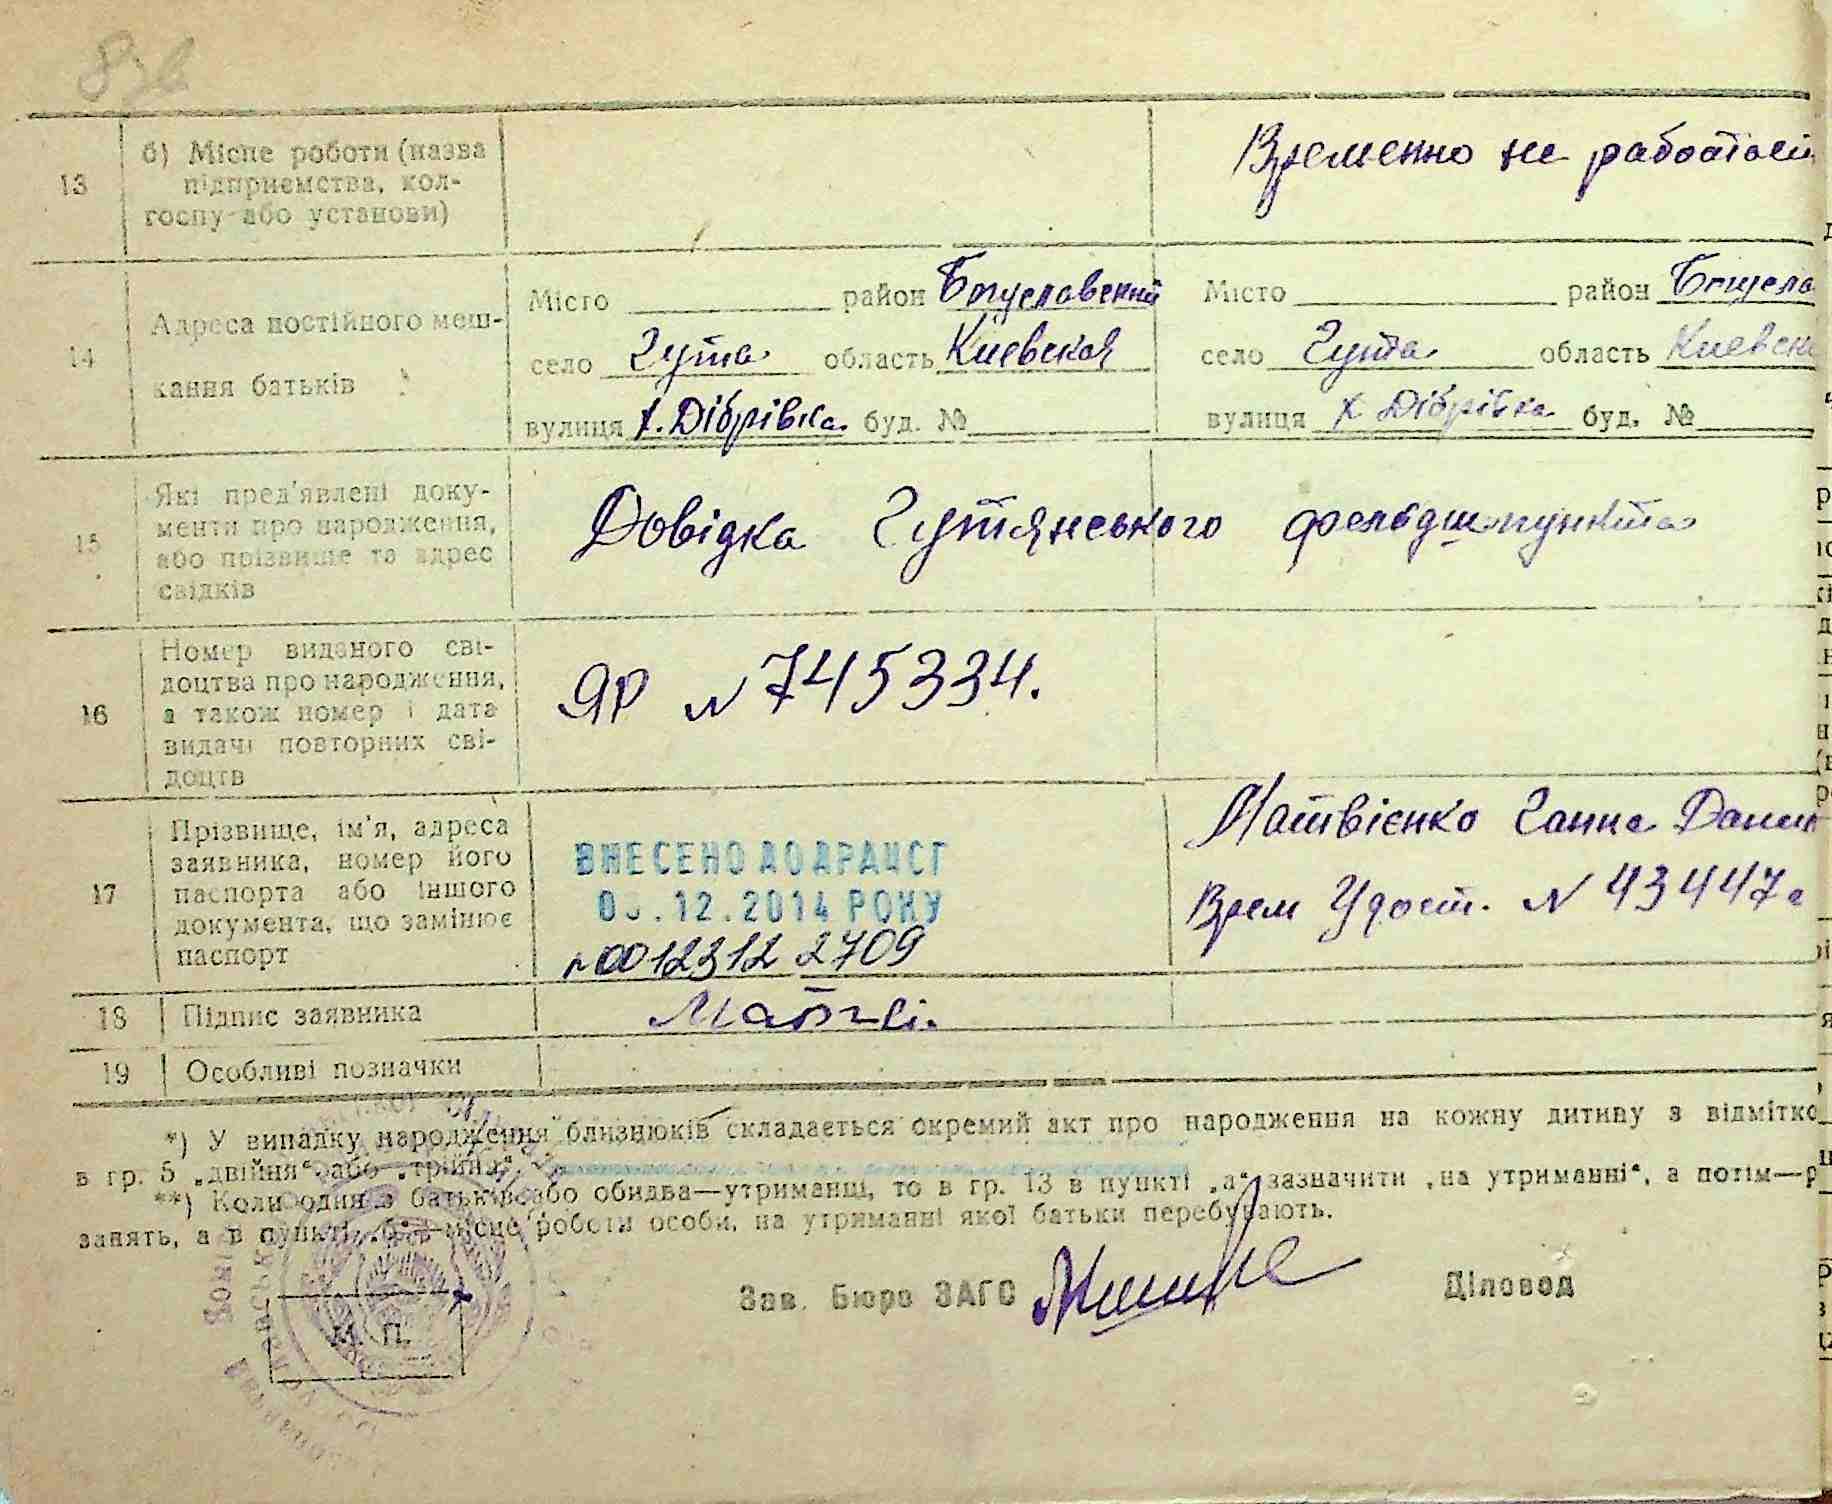 83в
13 б) Місце роботи (назва
підприємства, кол-
госпу або установи)
Временно не работает
14 Адреса постійного меш-
кання батьків
Місто район Богуславский
село Гута область Киевская
вулиця х. Дібрівка. буд. №
Місто район Богусла
село Гута область Киевск
вулиця х Дібрівка буд. №
15 Які пред'явлені доку-
менти про народження,
або прізвище та адрес
свідків
Довідка Гутянського фельдшпункта
16 Номер виданого сві-
доцтва про народження,
а також номер і дата
видачі повторних сві-
доцтв
ЯР № 745334.
17 Прізвище, ім'я, адреса
заявника, номер його
паспорта або іншого
документа, що замінює
паспорт
ВНЕСЕНО ДО ДРАЦСГ
.12.2014 РОКУ
№00123122709
Матвієнко Ганна Данил
Врем Удост. № 43447
18 Підпис заявника
Матві.
19 Особливі позначки
*) У випадку народження близнюків складається окремий акт про народження на кожну дитину з відмітко
в гр. 5 „двійня" або „трійня".
**) Коли один з батьків або обидва—утриманці, то в гр. 13 в пункті „а" зазначити „на утриманні", а потім—р
занять, а в пункті „б"—місце роботи особи, на утриманні якої батьки перебувають.
Зав. Бюро ЗАГС Діловод
М. П.